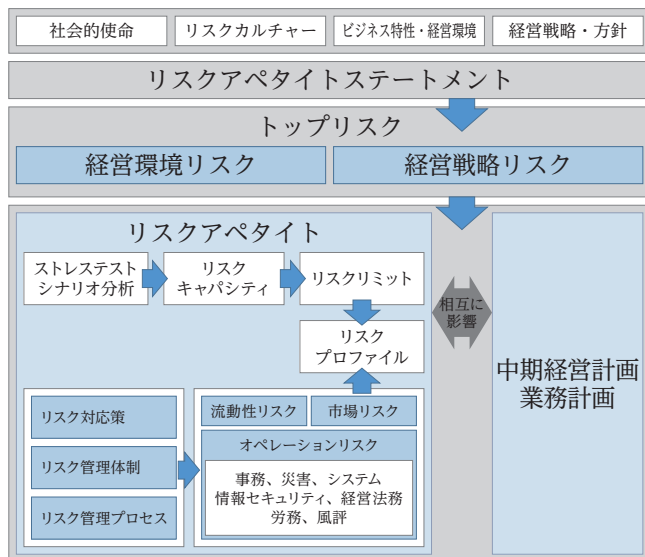 社会的使命
リスクカルチャー
ビジネス特性・経営環境
経営戦略・方針
リスクアペタイトステートメント
トップリスク
経営環境リスク
経営戦略リスク
リスクアペタイト
ストレステスト
シナリオ分析
リスク
キャパシティ
リスクリミット
リスク
プロファイル
相互に
影響
中期経営計画
業務計画
リスク対応策
リスク管理体制
リスク管理プロセス
流動性リスク
市場リスク
オペレーションリスク
事務、災害、システム
情報セキュリティ、経営法務
労務、風評